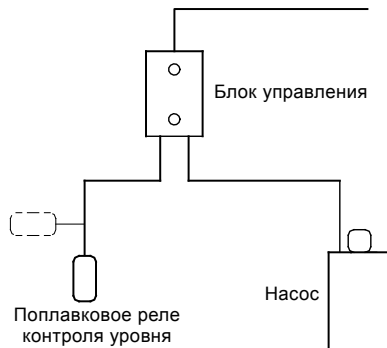 Блок управления
Насос
Поплавковое реле
контроля уровня